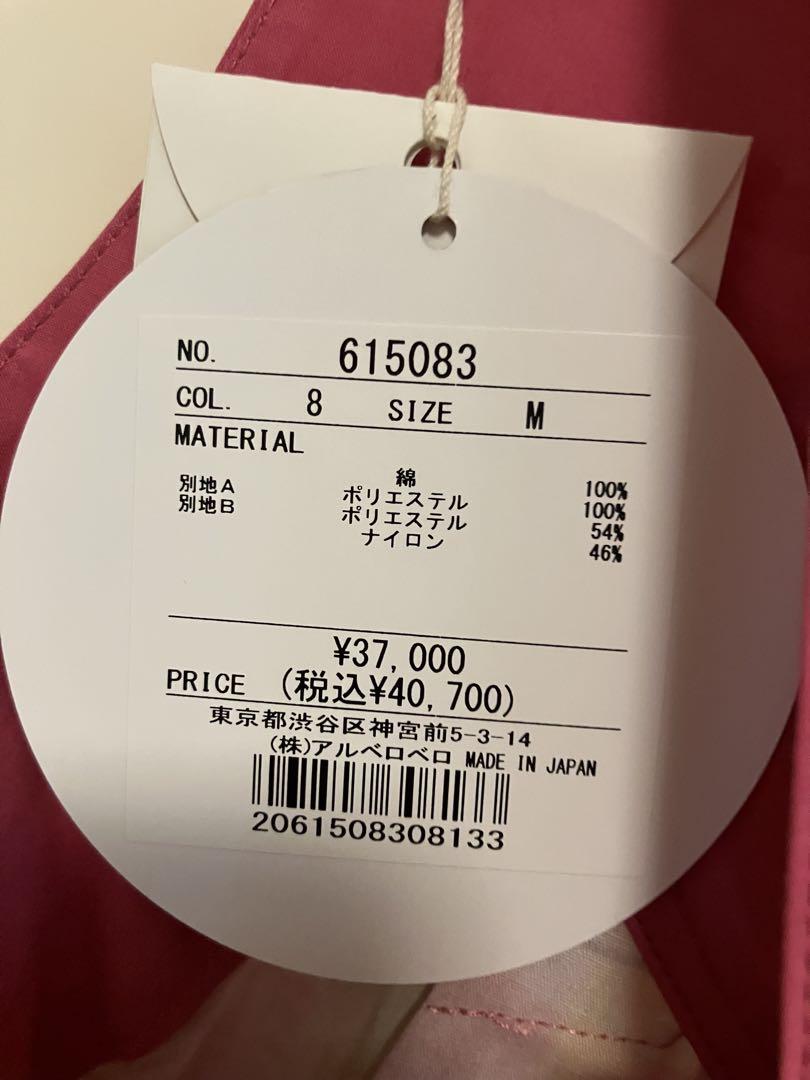 NO. 615083
COL. 8 SIZE M
MATERIAL
綿 100%
別地A ポリエステル 100%
別地B ポリエステル 54%
ナイロン 46%
¥37,000
PRICE (税込¥40,700)
東京都渋谷区神宮前5-3-14
(株)アルベロベロ MADE IN JAPAN
2061508308133